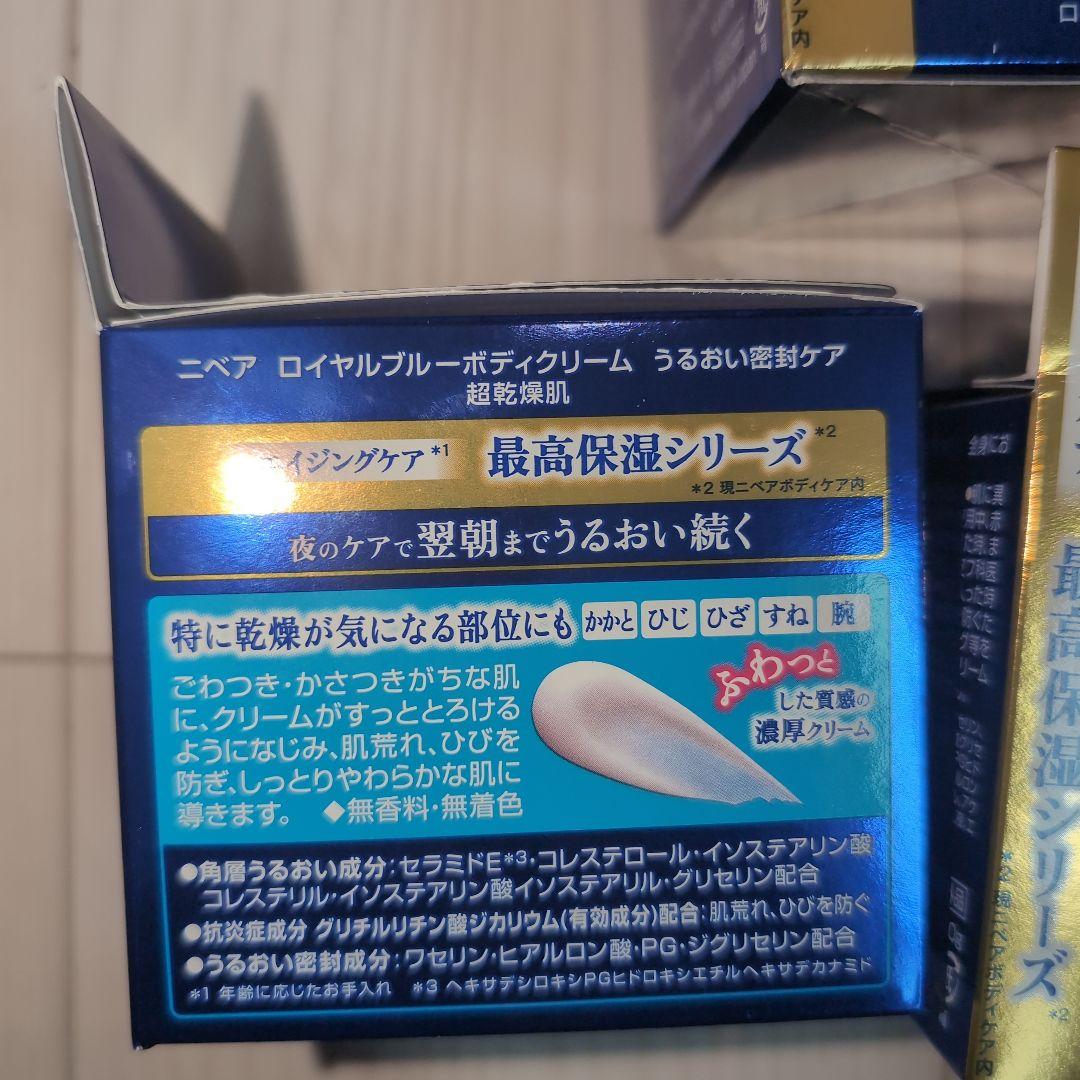 ニベア ロイヤルブルーボディクリーム うるおい密封ケア
超乾燥肌
イジングケア*1 最高保湿シリーズ*2
*2 現ニベアボディケア内
夜のケアで翌朝までうるおい続く
特に乾燥が気になる部位にも かかと ひじ ひざ すね 腕
ごわつき・かさつきがちな肌
に、クリームがすっととろける
ようになじみ、肌荒れ、ひびを
防ぎ、しっとりやわらかな肌に
導きます。 ◆無香料・無着色
ふわっと
した質感の
濃厚クリーム
●角層うるおい成分:セラミドE*3・コレステロール・イソステアリン酸
コレステリル・イソステアリン酸イソステアリル・グリセリン配合
●抗炎症成分 グリチルリチン酸ジカリウム(有効成分)配合:肌荒れ、ひびを防ぐ
●うるおい密封成分:ワセリン・ヒアルロン酸・PG・ジグリセリン配合
*1 年齢に応じたお手入れ *3 ヘキサデシロキシPGヒドロキシエチルヘキサデカナミド
ケア内
ロ
全身にお
最高保湿シリーズ*2
*2 現ニベアボディケア内